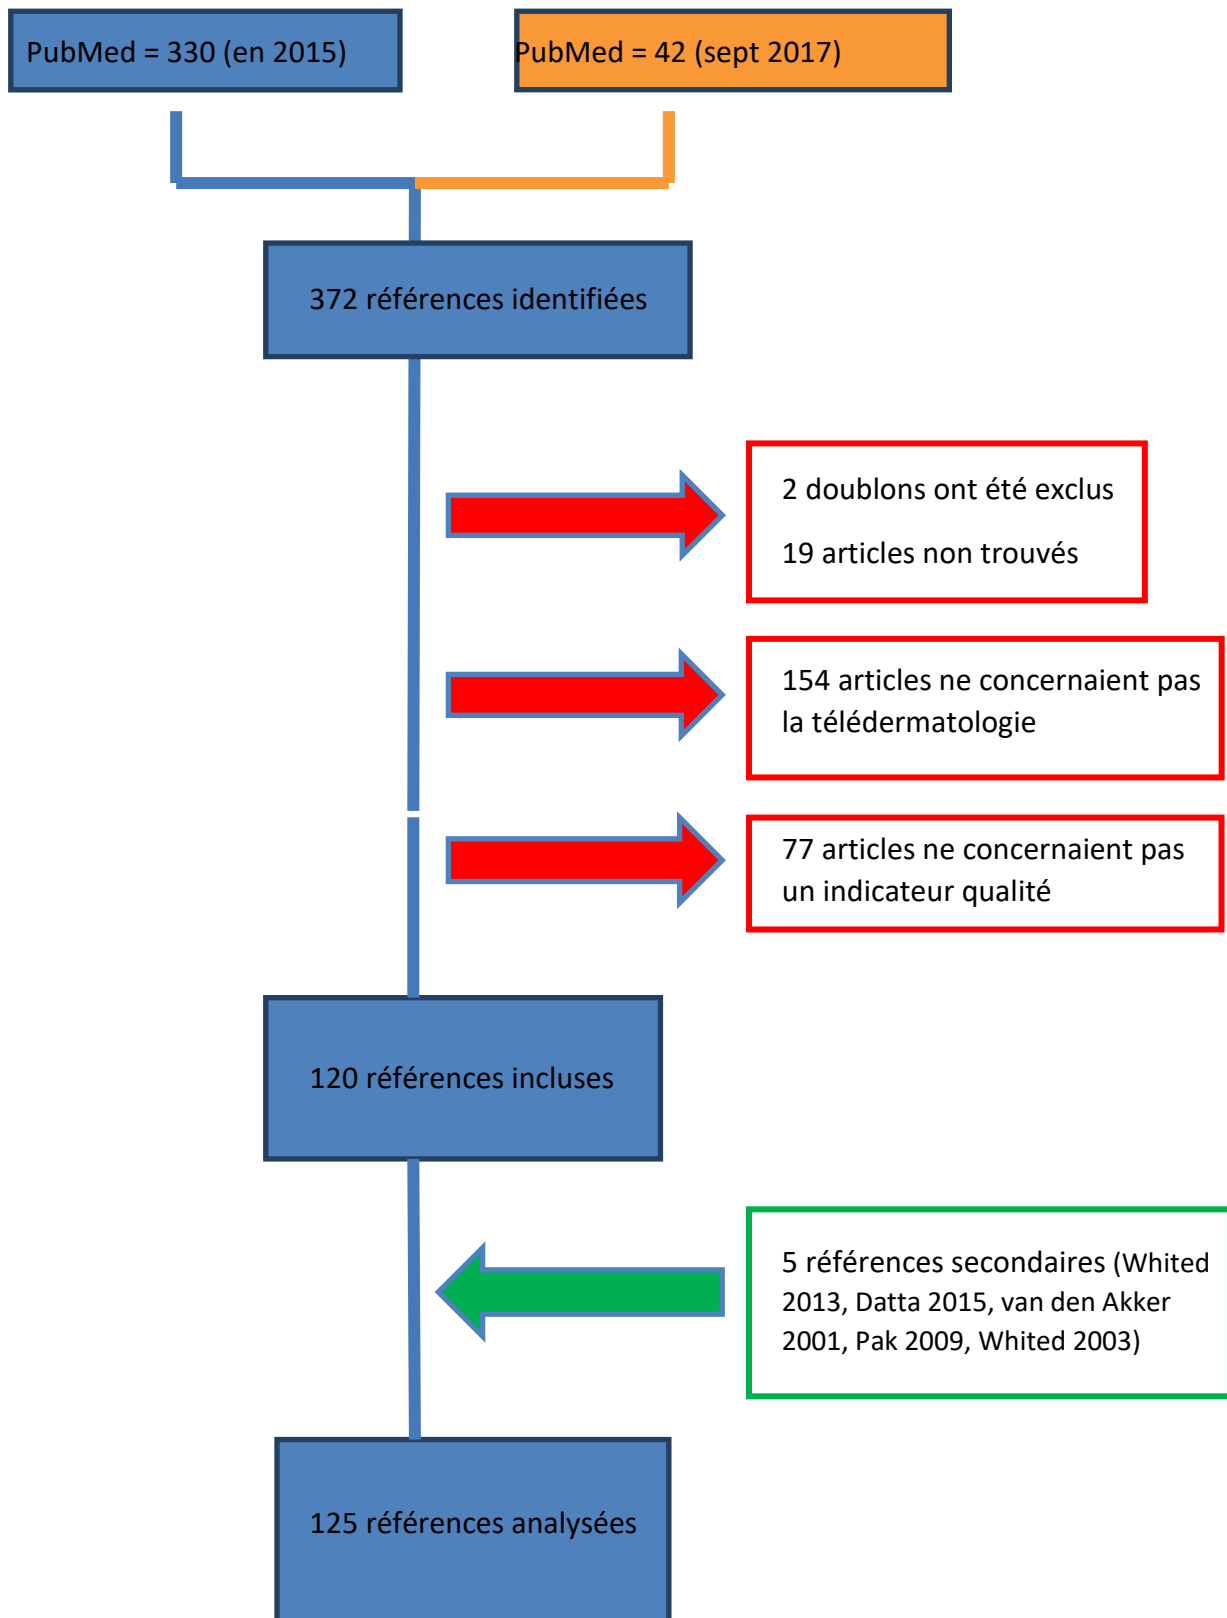 PubMed = 330 (en 2015)
PubMed = 42 (sept 2017)
372 références identifiées
2 doublons ont été exclus
19 articles non trouvés
154 articles ne concernaient pas
la télédermatologie
77 articles ne concernaient pas
un indicateur qualité
120 références incluses
5 références secondaires (Whited
2013, Datta 2015, van den Akker
2001, Pak 2009, Whited 2003)
125 références analysées